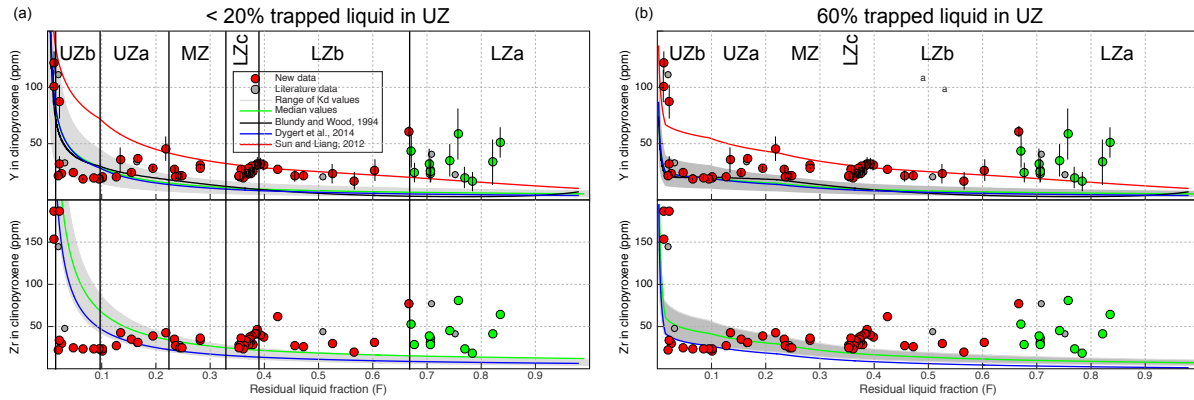 (a)
< 20% trapped liquid in UZ
UZb
UZa
MZ
LZc
LZb
LZa
Y in clinopyroxene (ppm)
100
50
New data
Literature data
Range of Kd values
Median values
Blundy and Wood, 1994
Dygert et al., 2014
Sun and Liang, 2012
Zr in clinopyroxene (ppm)
150
100
50
0.1 0.2 0.3 0.4 0.5 0.6 0.7 0.8 0.9
Residual liquid fraction (F)
(b)
60% trapped liquid in UZ
UZb
UZa
MZ
LZc
LZb
LZa
a
a
Y in clinopyroxene (ppm)
100
50
Zr in clinopyroxene (ppm)
150
100
50
0.1 0.2 0.3 0.4 0.5 0.6 0.7 0.8 0.9
Residual liquid fraction (F)